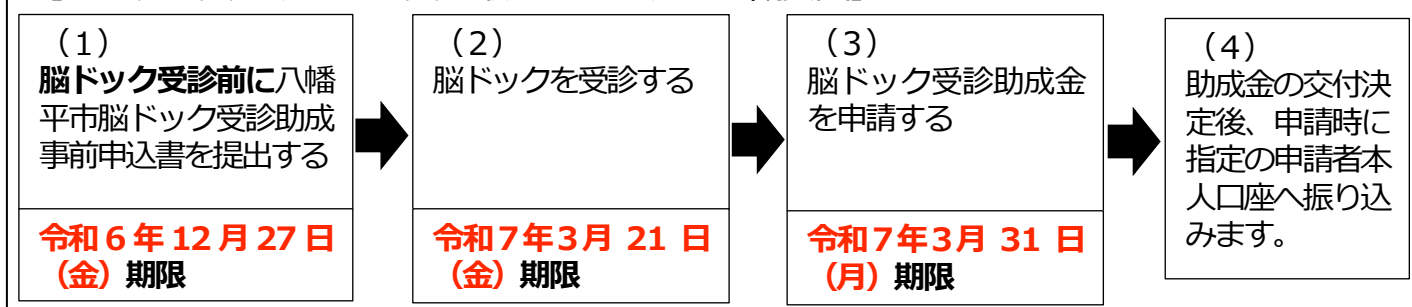 （1）
脳ドック受診前に八幡
平市脳ドック受診助成
事前申込書を提出する
令和６年 12 月 27 日
（金）期限
（2）
脳ドックを受診する
令和７年３月 21 日
（金）期限
（3）
脳ドック受診助成金
を申請する
令和７年３月 31 日
（月）期限
（4）
助成金の交付決
定後、申請時に
指定の申請者本
人口座へ振り込
みます。